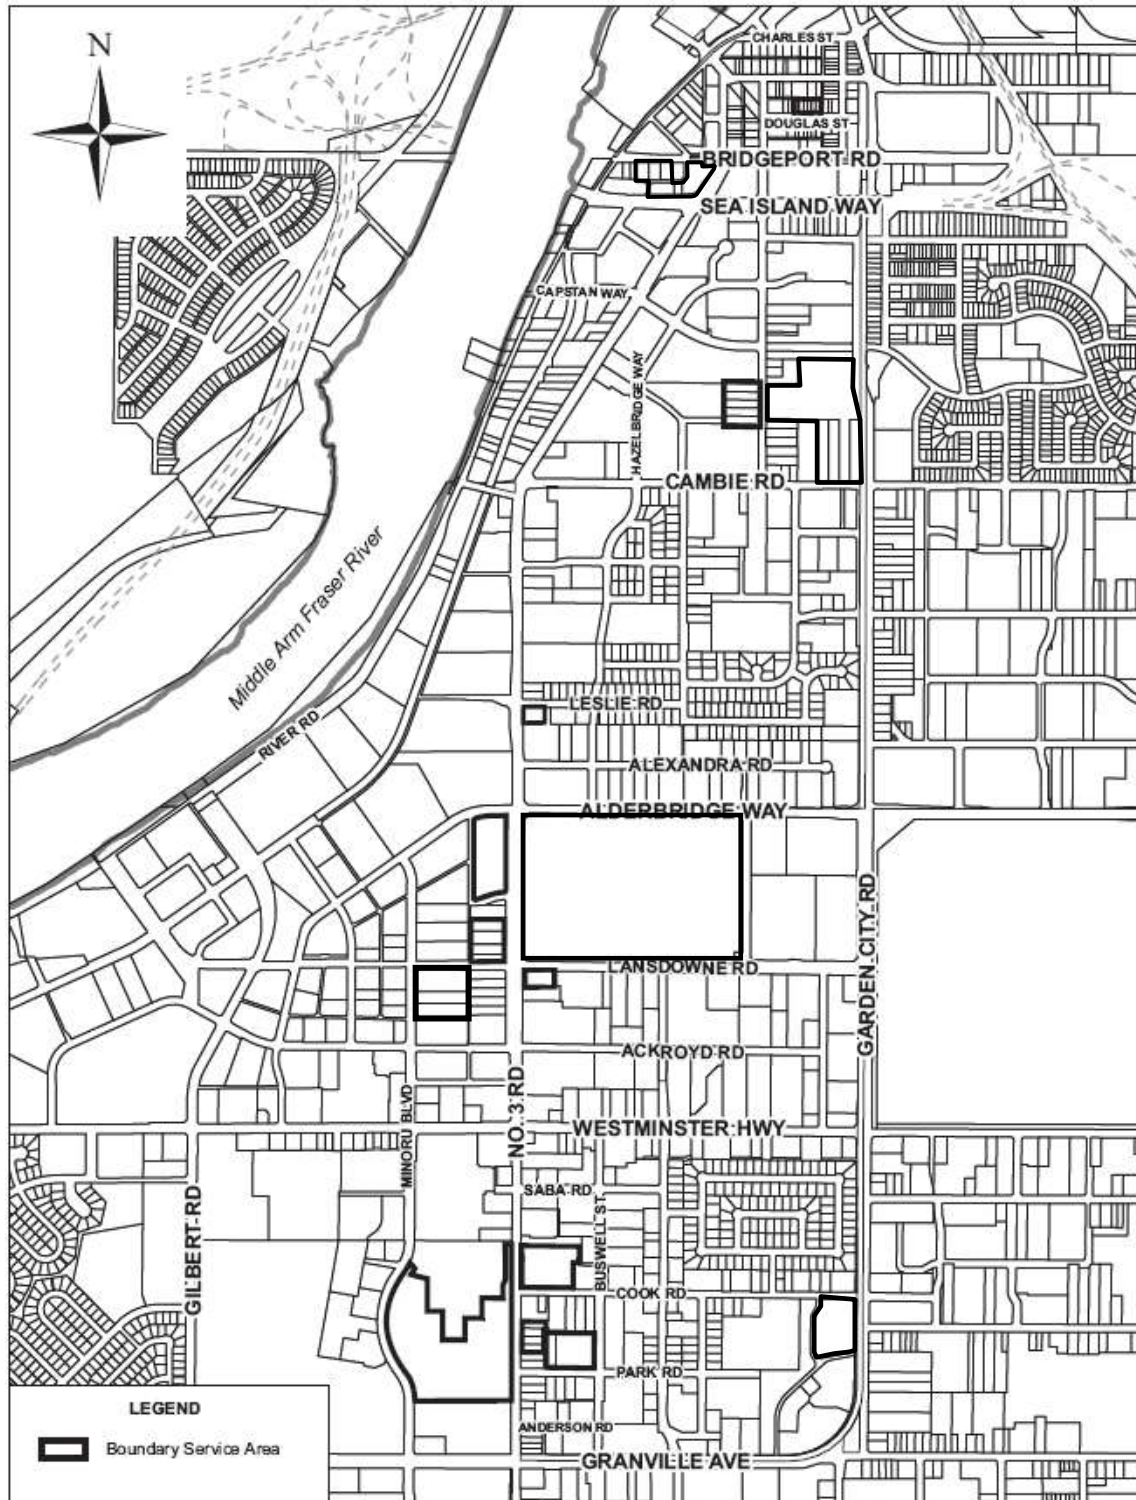 N
CHARLES ST
DOUGLAS ST
BRIDGEPORT RD
SEA ISLAND WAY
CAPSTAN WAY
HAZELBRIDGE WAY
CAMBIE RD
Middle Arm Fraser River
LESLIE RD
RIVER RD
ALEXANDRA RD
ALDERBRIDGE WAY
GARDEN CITY RD
LANSDOWNE RD
ACKROYD RD
NO. 3 RD
MINORU BLVD
WESTMINSTER HWY
SABA RD
GILBERT RD
BUSWELL ST
COOK RD
PARK RD
LEGEND
ANDERSON RD
Boundary Service Area
GRANVILLE AVE